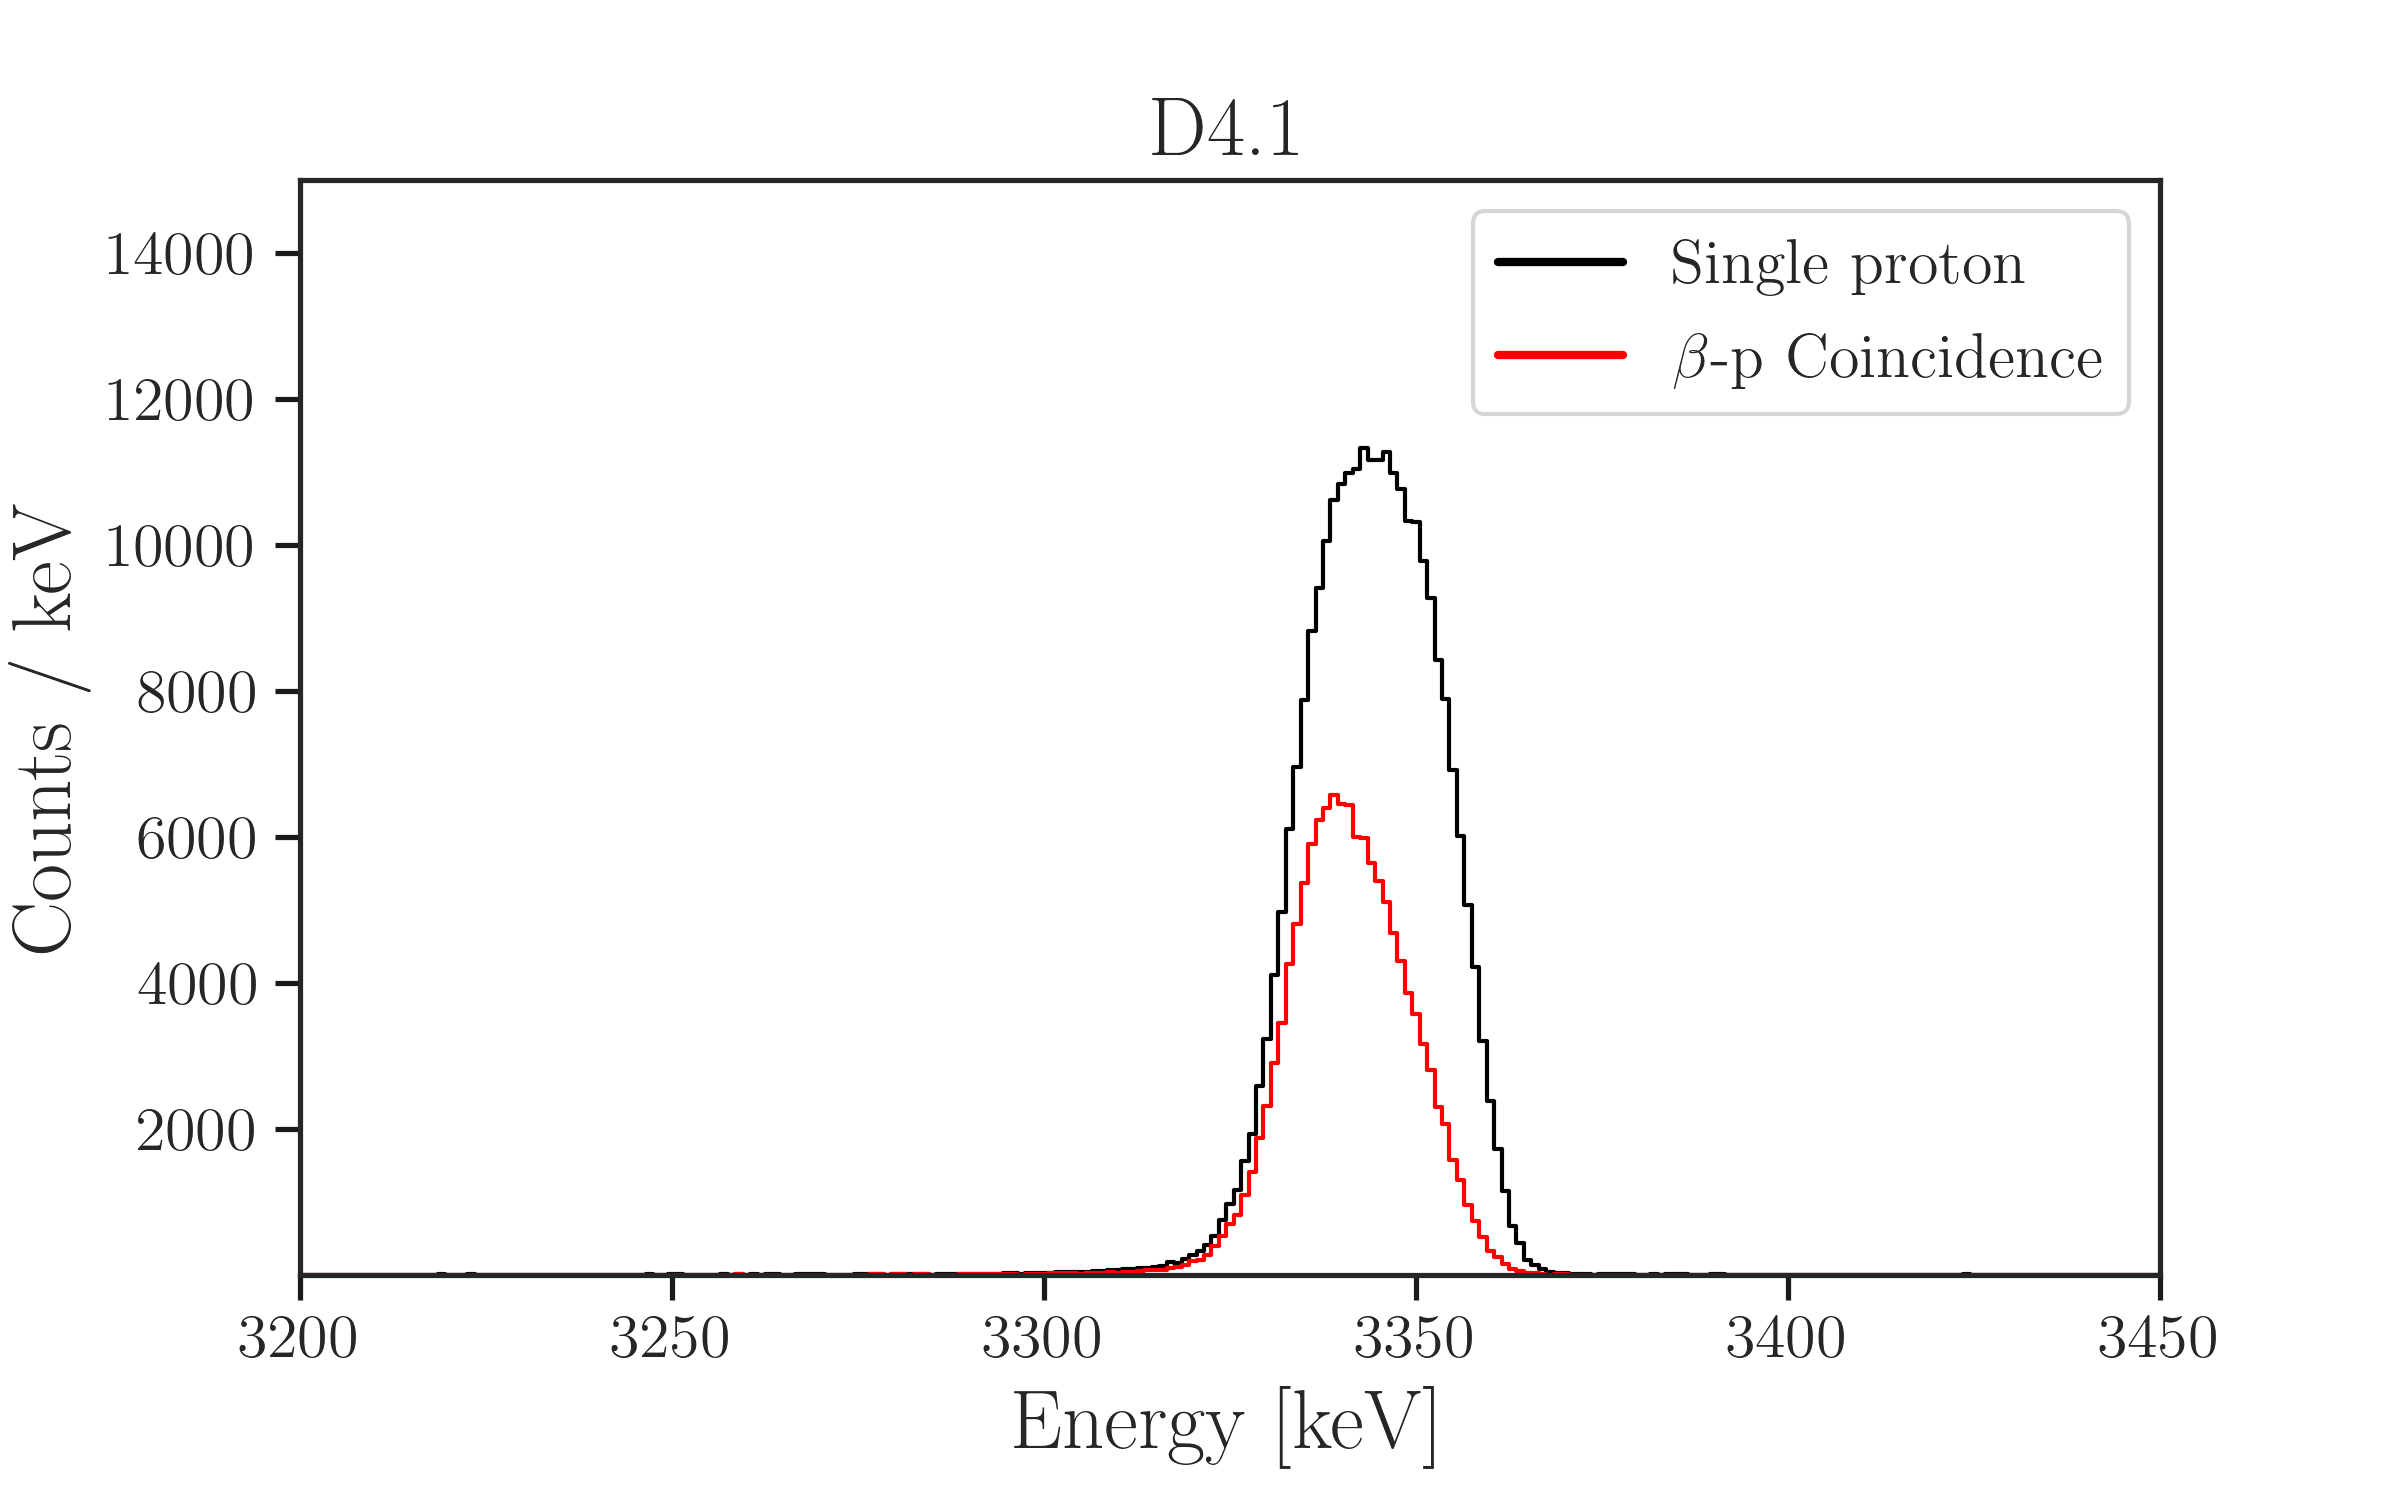 D4.1
Single proton
β-p Coincidence
Counts / keV
14000
12000
10000
8000
6000
4000
2000
3200 3250 3300 3350 3400 3450
Energy [keV]